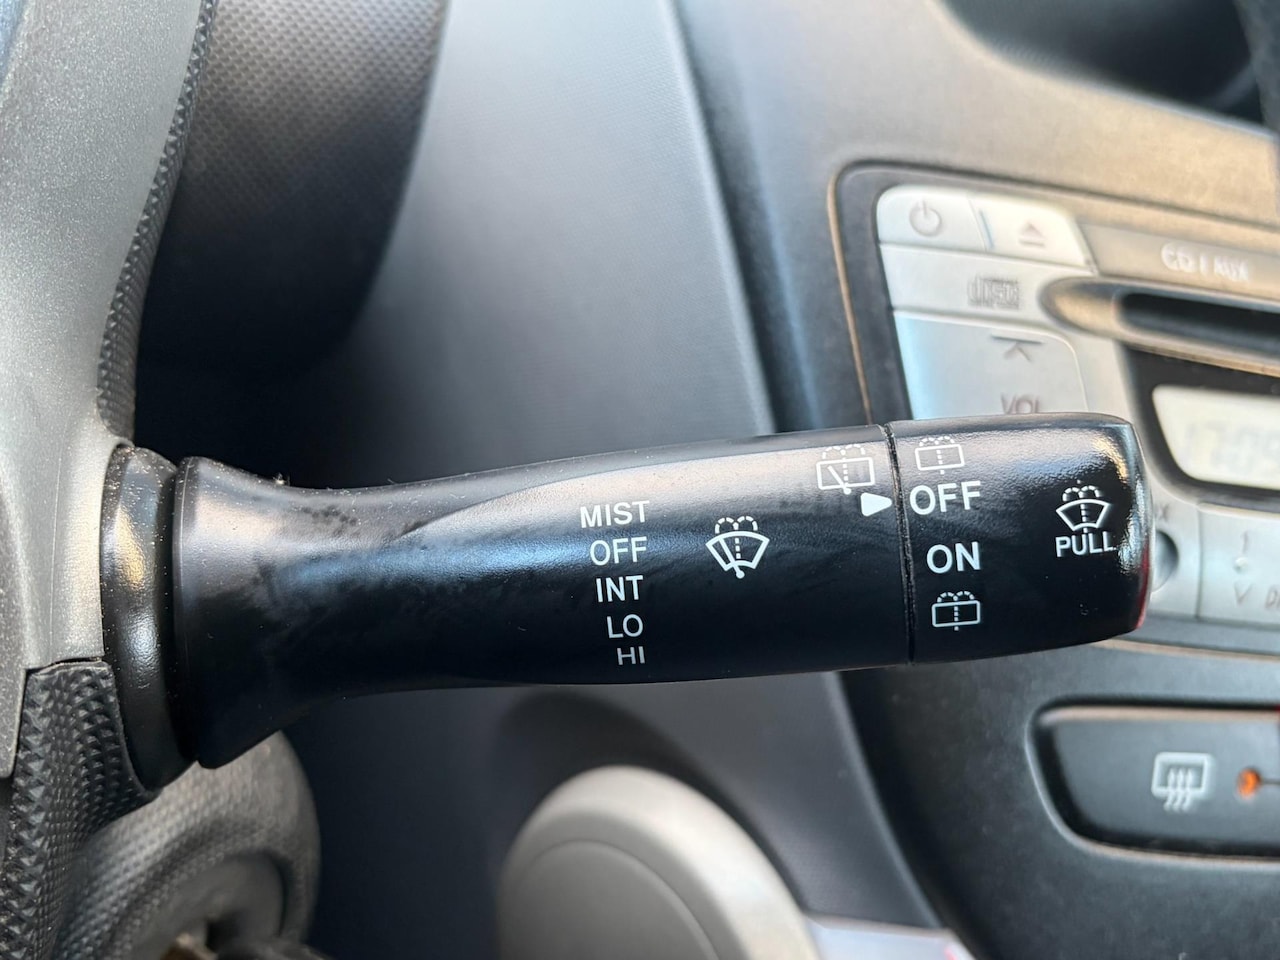 CD / AUX
VOL
MIST
OFF
INT
LO
HI
OFF
ON
PULL